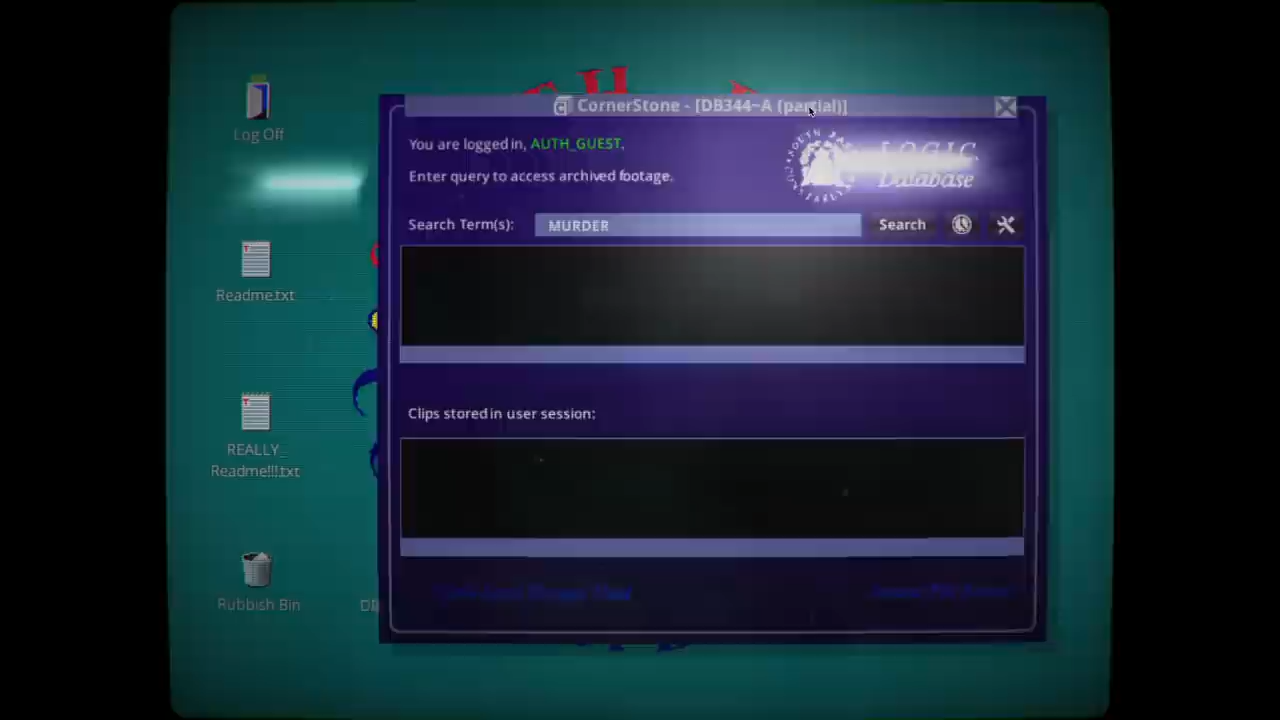 Log Off
Readme.txt
REALLY_
Readme!!!.txt
Rubbish Bin
CornerStone - [DB344~A (partial)]
You are logged in, AUTH_GUEST.
Enter query to access archived footage.
LOGIC
Database
Search Term(s):
MURDER
Search
Clips stored in user session: